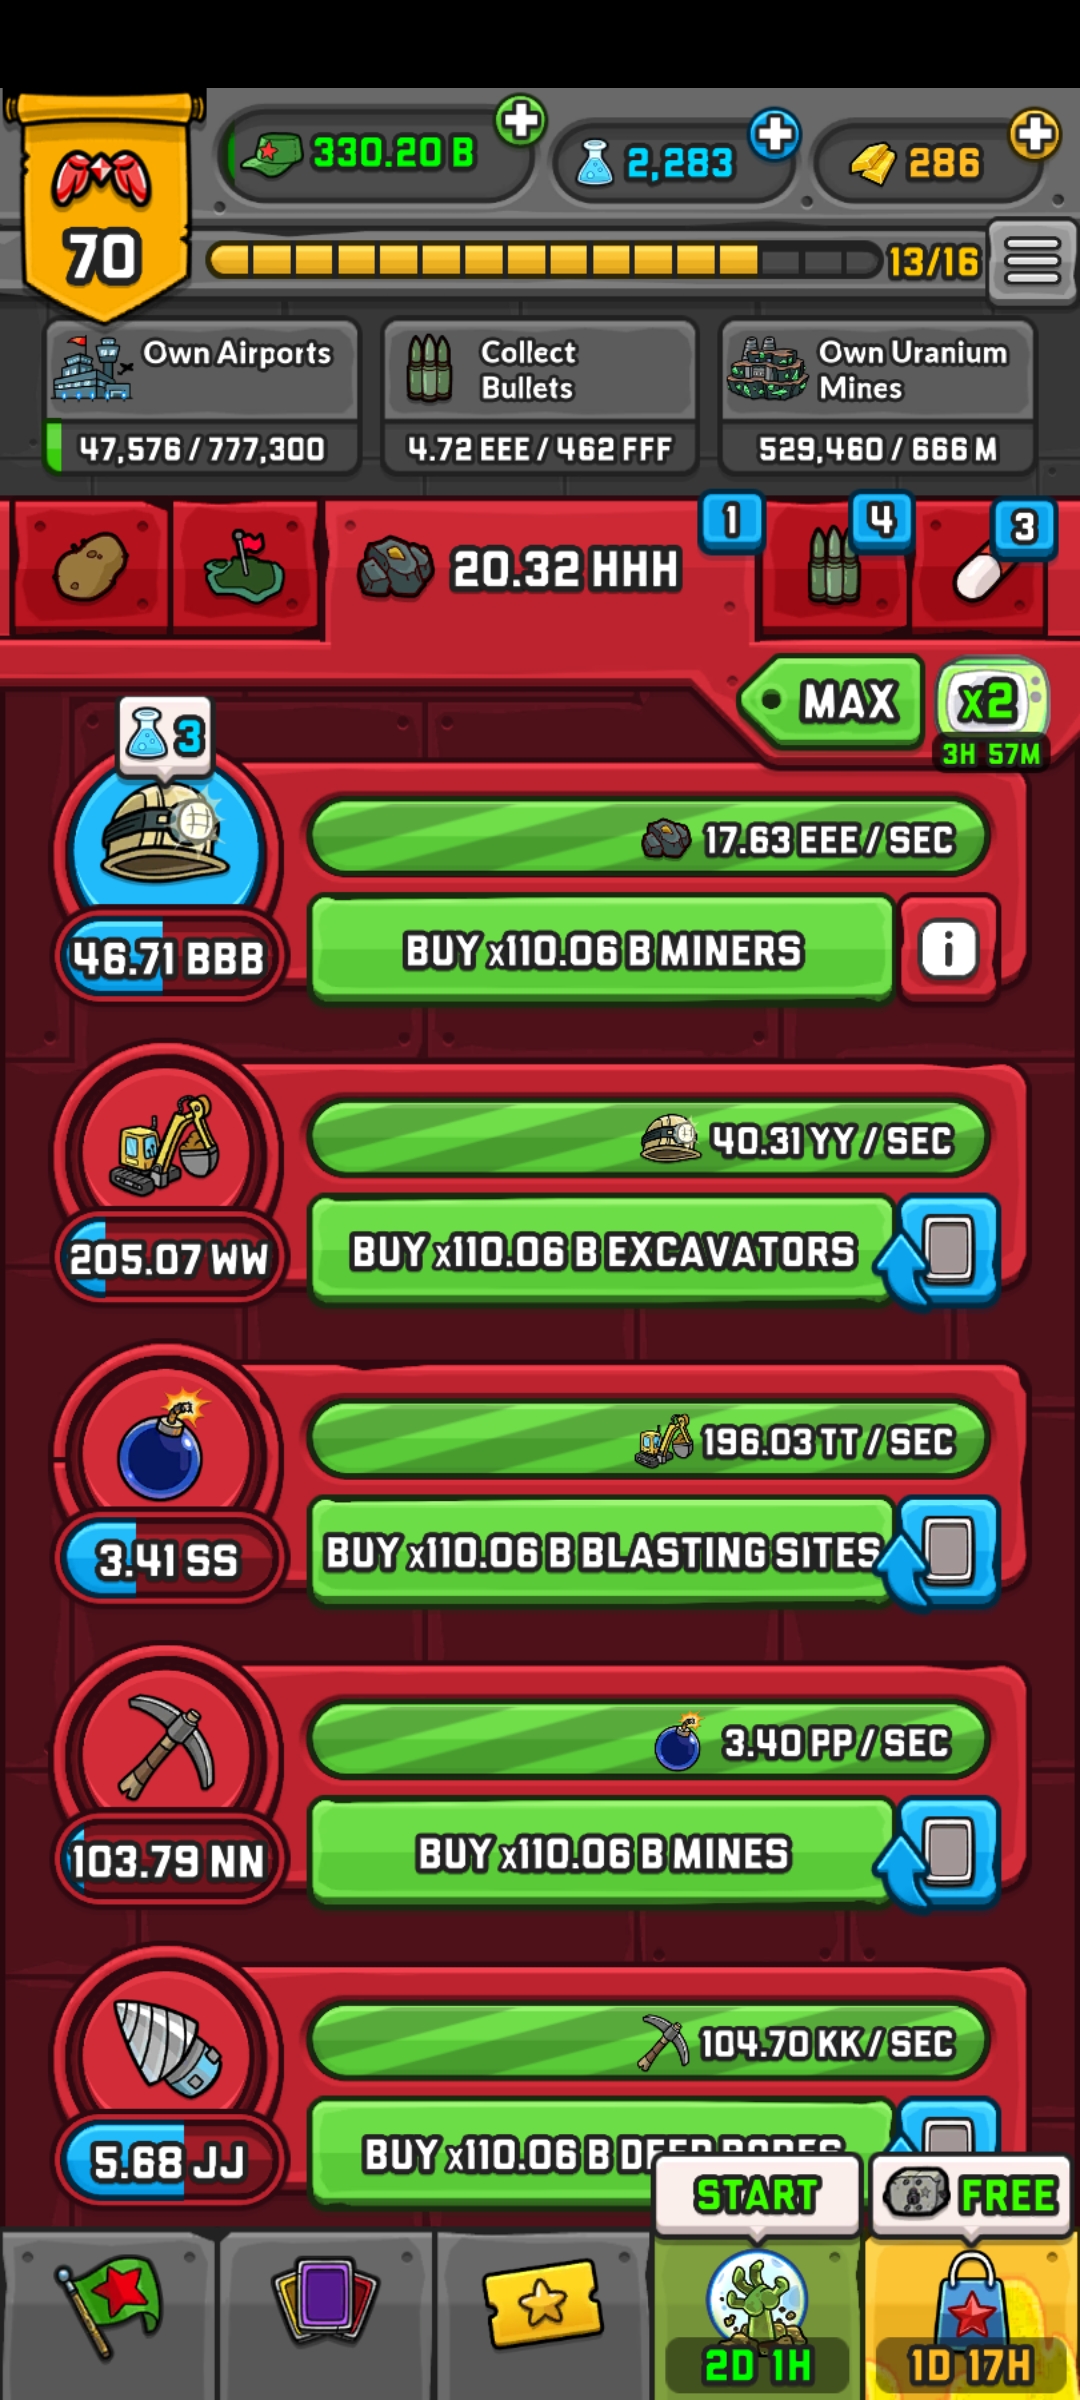 330.20 B
2,283
286
70
13/16
Own Airports
47,576 / 777,300
Collect
Bullets
4.72 EEE / 462 FFF
Own Uranium
Mines
529,460 / 666 M
20.32 HHH
1
4
3
MAX
x2
3H 57M
3
17.63 EEE / SEC
46.71 BBB
BUY x110.06 B MINERS
i
40.31 YY / SEC
205.07 WW
BUY x110.06 B EXCAVATORS
196.03 TT / SEC
3.41 SS
BUY x110.06 B BLASTING SITES
3.40 PP / SEC
103.79 NN
BUY x110.06 B MINES
104.70 KK / SEC
5.68 JJ
BUY x110.06 B
START
FREE
2D 1H
1D 17H